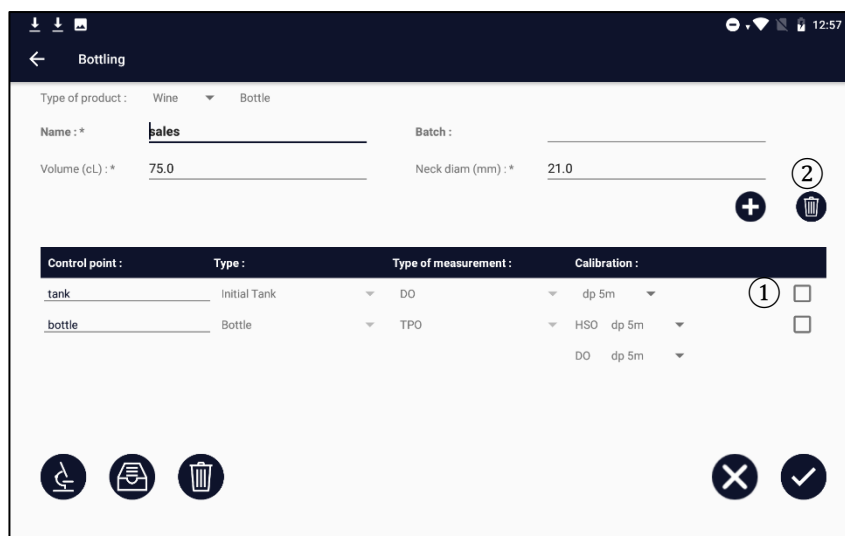 12:57
Bottling
Type of product : Wine Bottle
Name : * sales Batch :
Volume (cL) : * 75.0 Neck diam (mm) : * 21.0
②
Control point : Type : Type of measurement : Calibration :
tank Initial Tank DO dp 5m ①
bottle Bottle TPO HSO dp 5m
DO dp 5m